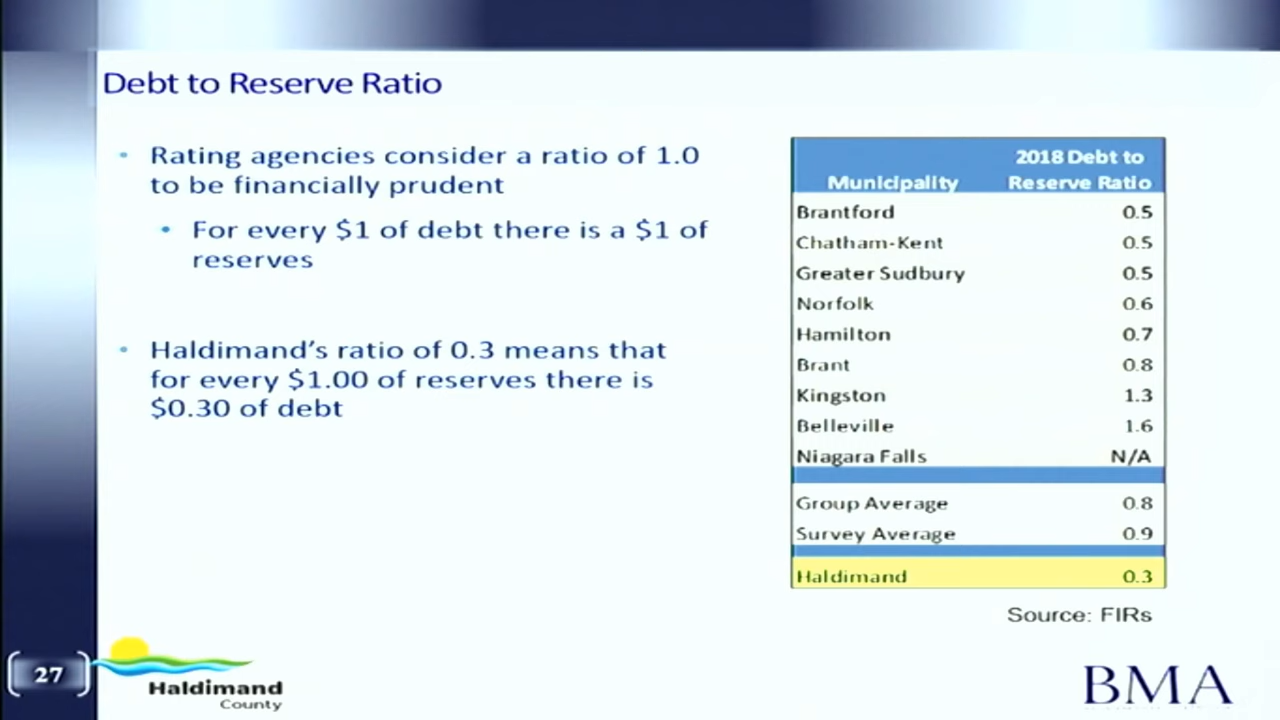 Debt to Reserve Ratio
• Rating agencies consider a ratio of 1.0
to be financially prudent
• For every $1 of debt there is a $1 of
reserves
• Haldimand's ratio of 0.3 means that
for every $1.00 of reserves there is
$0.30 of debt
2018 Debt to
Municipality Reserve Ratio
Brantford 0.5
Chatham-Kent 0.5
Greater Sudbury 0.5
Norfolk 0.6
Hamilton 0.7
Brant 0.8
Kingston 1.3
Belleville 1.6
Niagara Falls N/A
Group Average 0.8
Survey Average 0.9
Haldimand 0.3
Source: FIRs
27
Haldimand
County
BMA